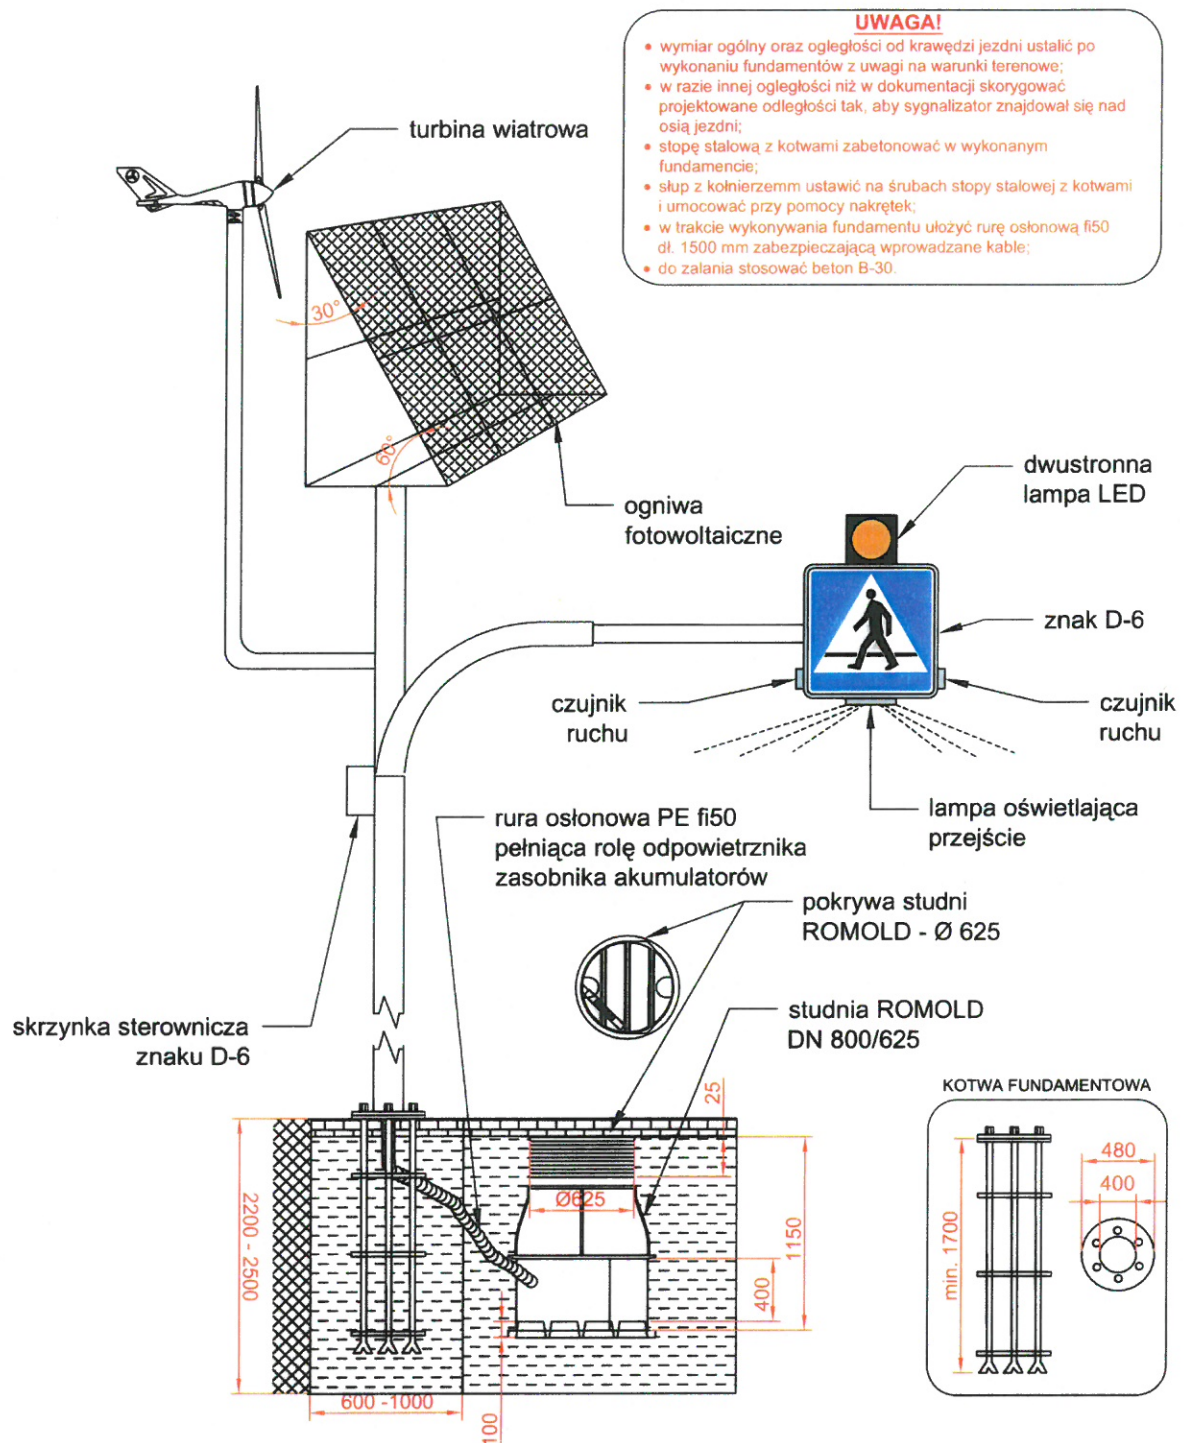 UWAGA!
• wymiar ogólny oraz ogległości od krawędzi jezdni ustalić po
wykonaniu fundamentów z uwagi na warunki terenowe;
• w razie innej ogległości niż w dokumentacji skorygować
projektowane odległości tak, aby sygnalizator znajdował się nad
osią jezdni;
• stopę stalową z kotwami zabetonować w wykonanym
fundamencie;
• słup z kołnierzemm ustawić na śrubach stopy stalowej z kotwami
i umocować przy pomocy nakrętek;
• w trakcie wykonywania fundamentu ułożyć rurę osłonową fi50
dł. 1500 mm zabezpieczającą wprowadzane kable;
• do zalania stosować beton B-30.
turbina wiatrowa
30°
60°
ogniwa
fotowoltaiczne
dwustronna
lampa LED
znak D-6
czujnik
ruchu
czujnik
ruchu
lampa oświetlająca
przejście
rura osłonowa PE fi50
pełniąca rolę odpowietrznika
zasobnika akumulatorów
pokrywa studni
ROMOLD - Ø 625
skrzynka sterownicza
znaku D-6
studnia ROMOLD
DN 800/625
25
Ø625
1150
400
2200 - 2500
600 -1000
100
KOTWA FUNDAMENTOWA
480
400
min. 1700